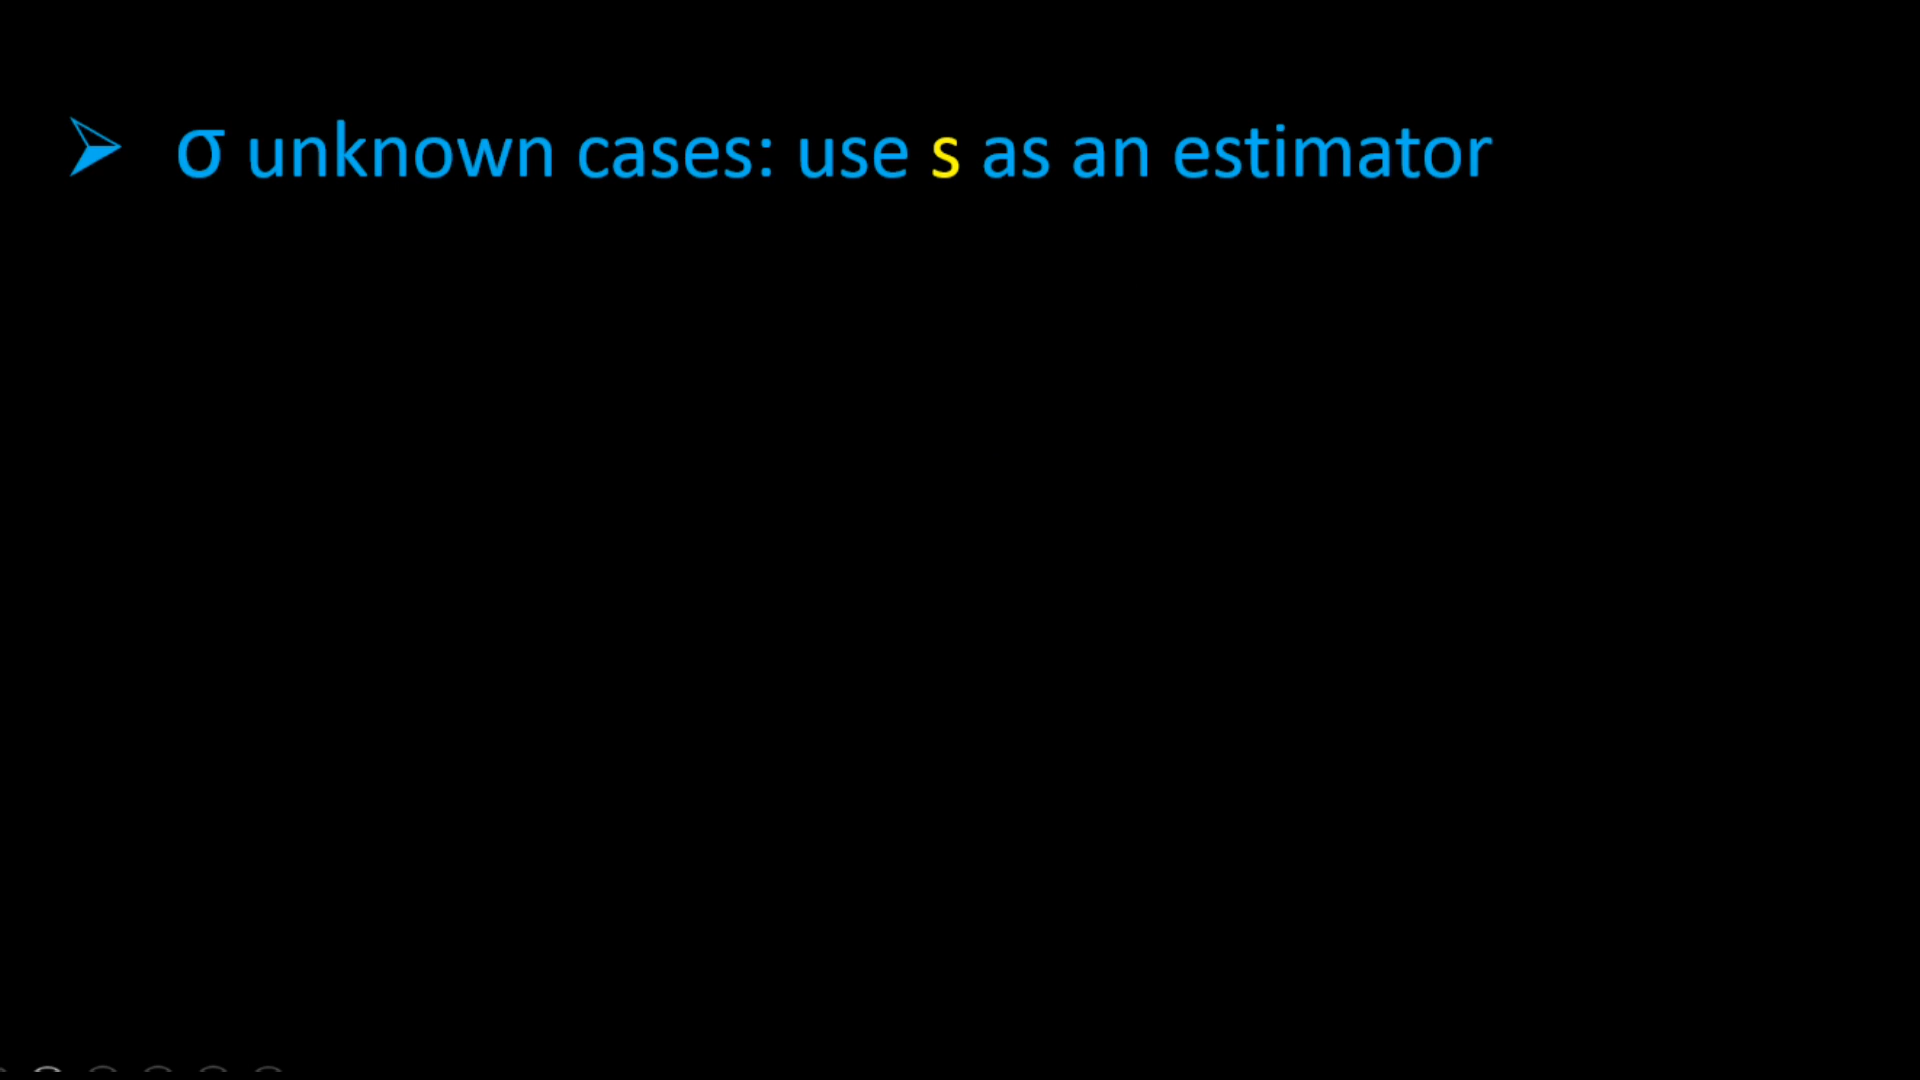 ➢ σ unknown cases: use s as an estimator